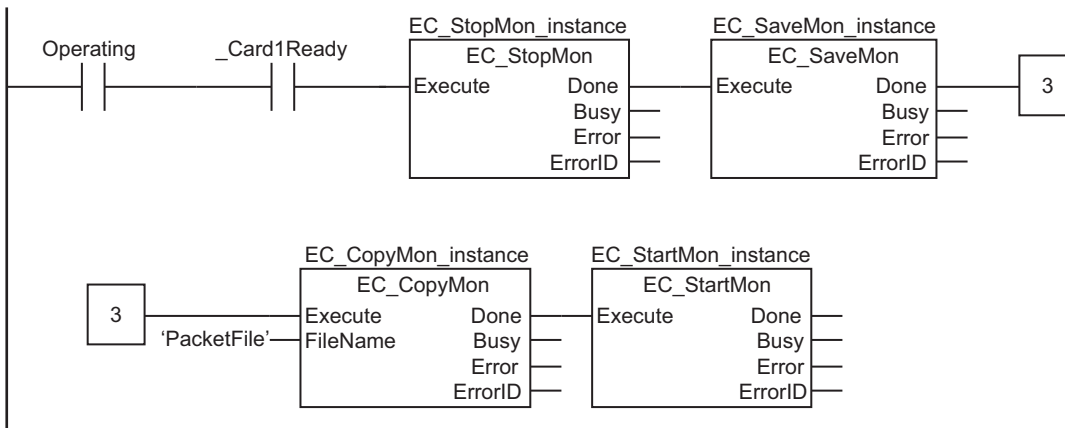 EC_StopMon_instance EC_SaveMon_instance
Operating _Card1Ready EC_StopMon EC_SaveMon
Execute Done Execute Done 3
Busy Busy
Error Error
ErrorID ErrorID
EC_CopyMon_instance EC_StartMon_instance
EC_CopyMon EC_StartMon
3 Execute Done Execute Done
‘PacketFile’ FileName Busy Busy
Error Error
ErrorID ErrorID